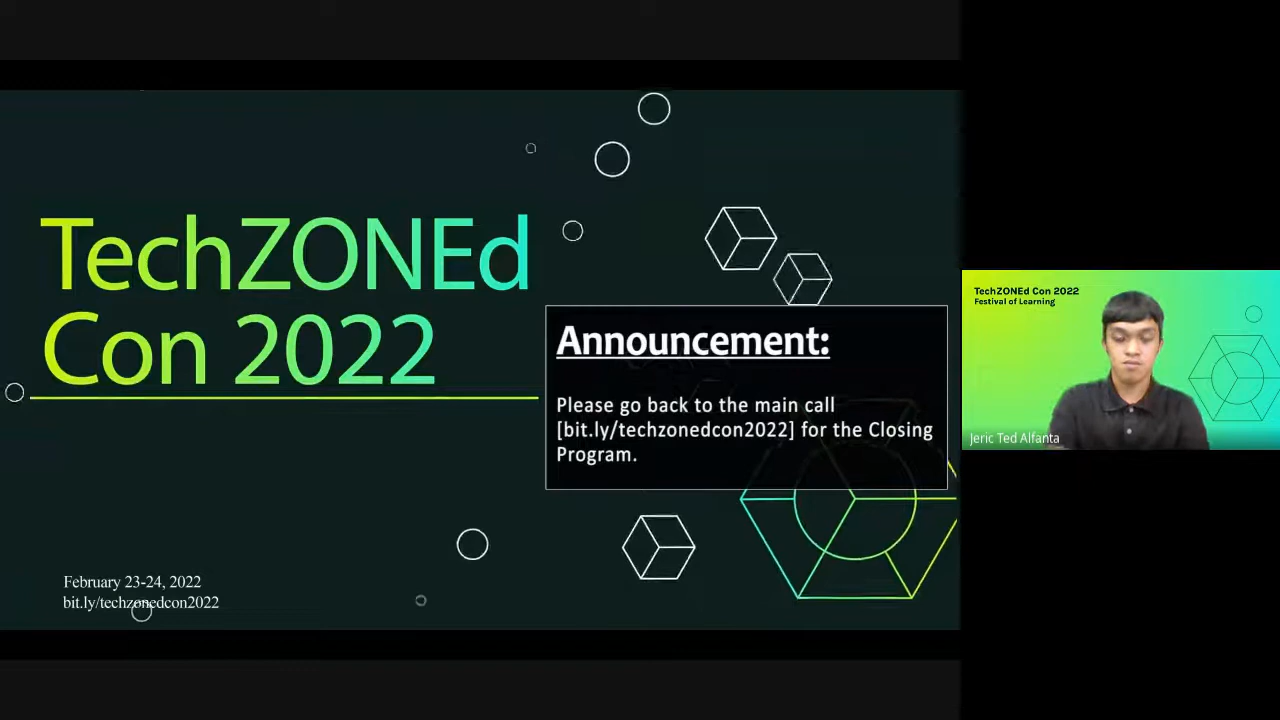 TechZONEd
Con 2022
Announcement:
Please go back to the main call
[bit.ly/techzonedcon2022] for the Closing
Program.
February 23-24, 2022
bit.ly/techzonedcon2022
TechZONEd Con 2022
Festival of Learning
Jeric Ted Alfanta